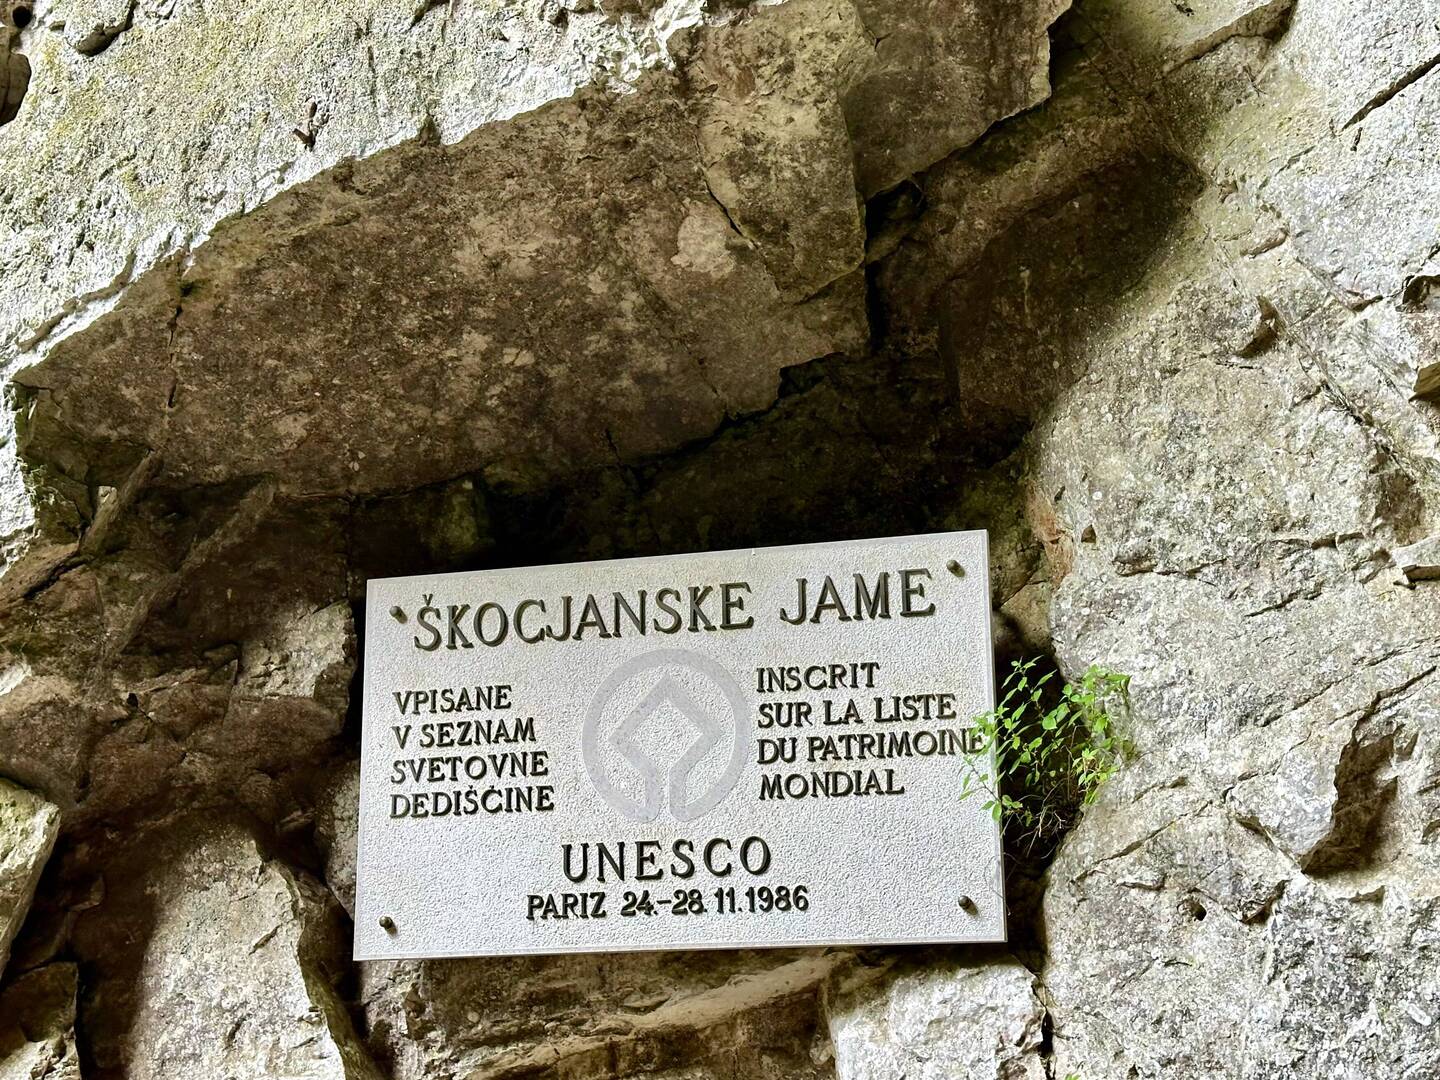 ŠKOCJANSKE JAME
VPISANE
V SEZNAM
SVETOVNE
DEDIŠČINE
INSCRIT
SUR LA LISTE
DU PATRIMOINE
MONDIAL
UNESCO
PARIZ 24.-28.11.1986